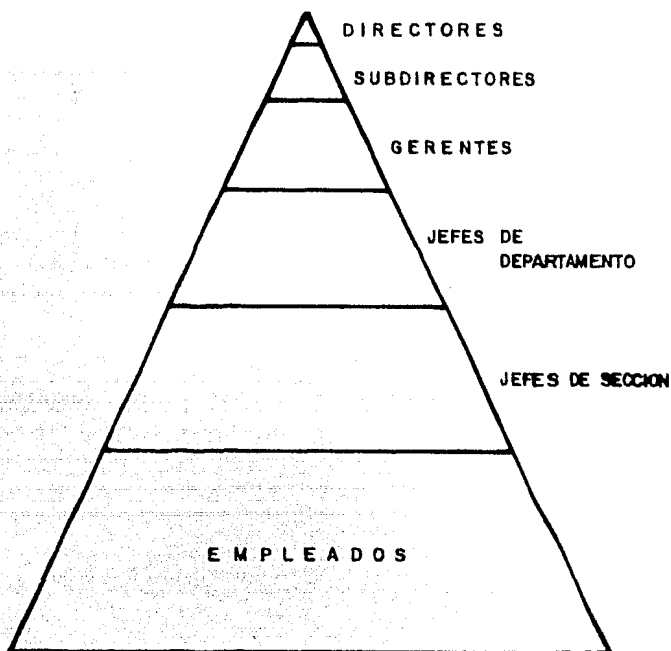 DIRECTORES
SUBDIRECTORES
GERENTES
JEFES DE
DEPARTAMENTO
JEFES DE SECCION
EMPLEADOS